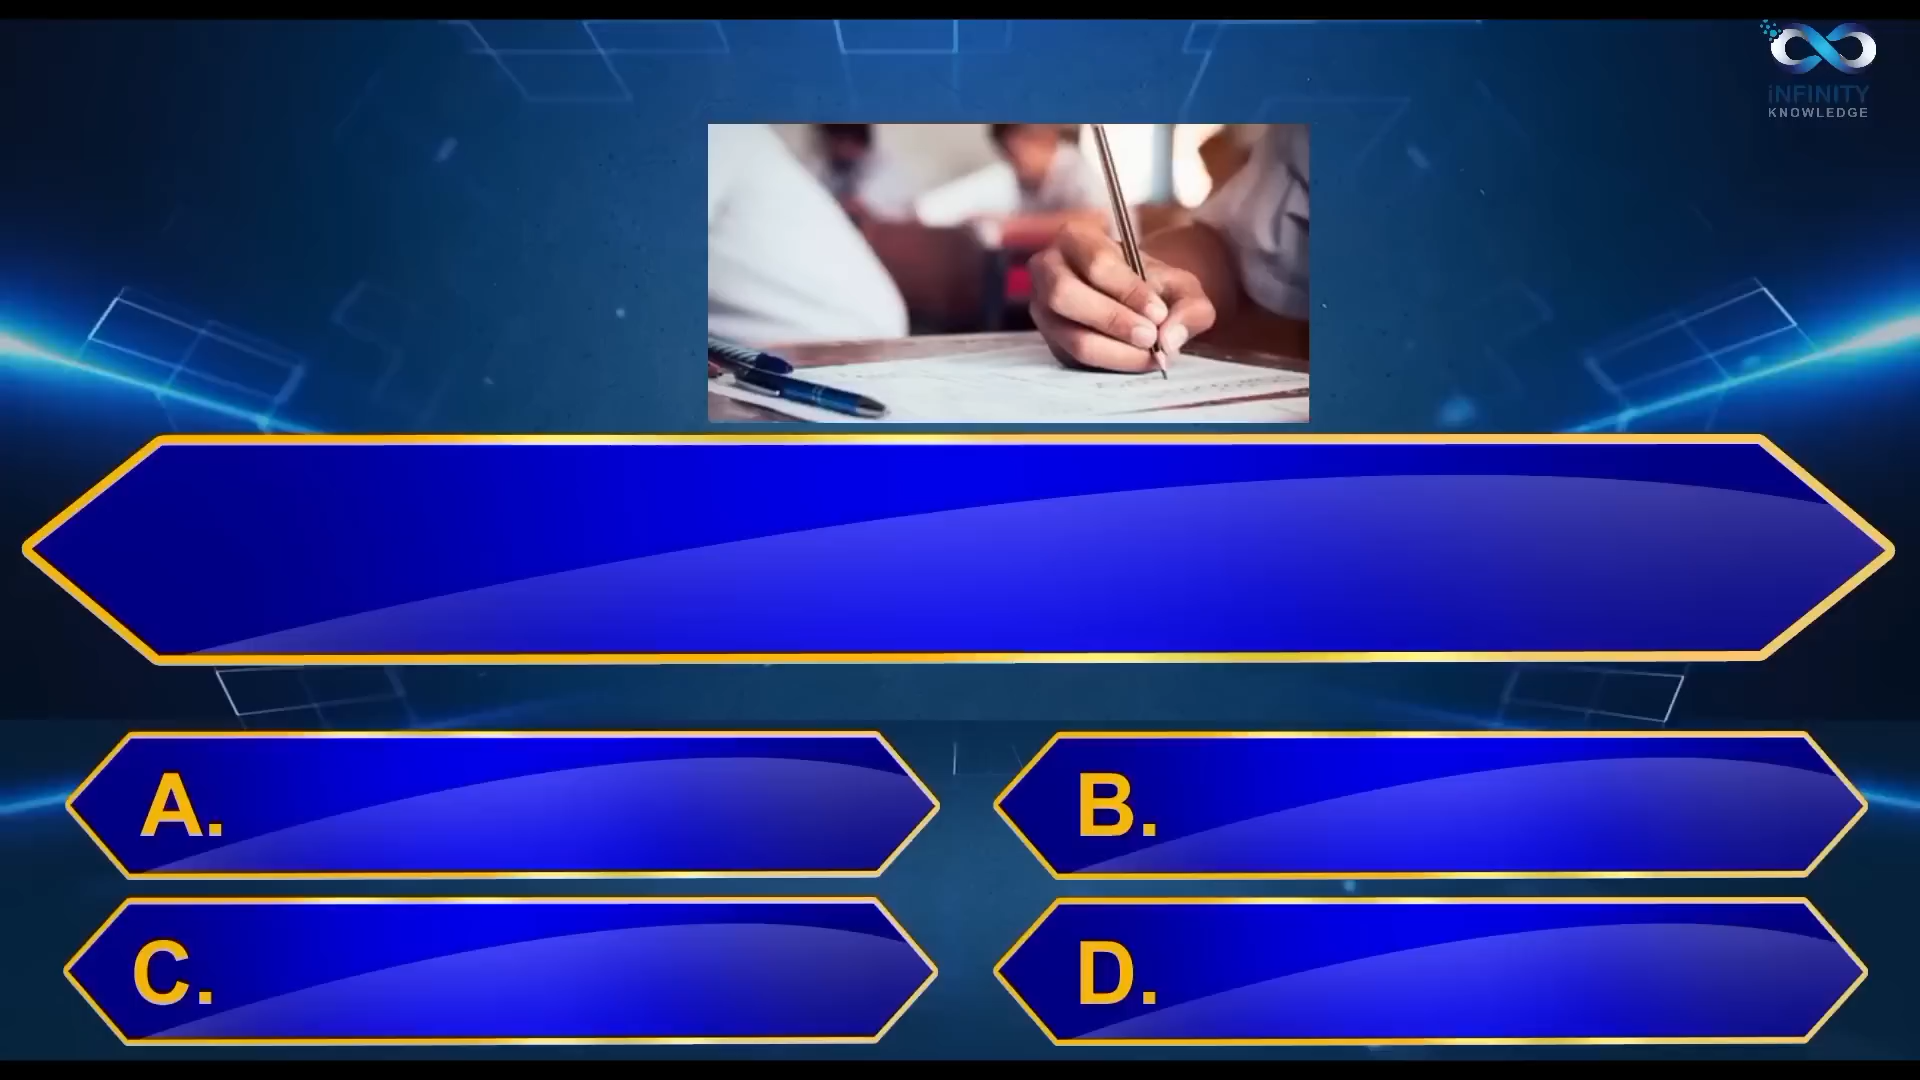 iNFINITY
KNOWLEDGE
A.
B.
C.
D.